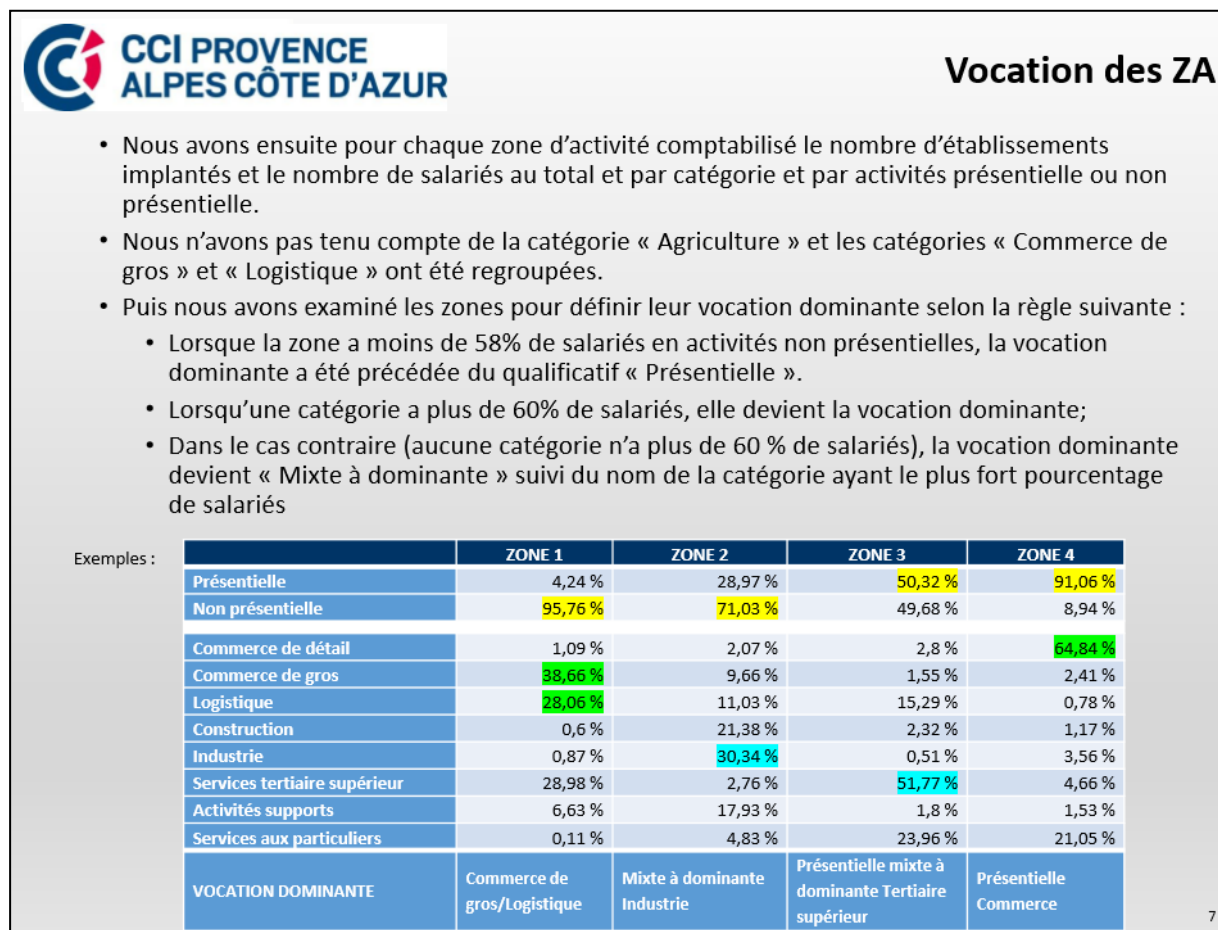 CCI PROVENCE
ALPES CÔTE D'AZUR
Vocation des ZA
• Nous avons ensuite pour chaque zone d'activité comptabilisé le nombre d'établissements
implantés et le nombre de salariés au total et par catégorie et par activités présentielle ou non
présentielle.
• Nous n'avons pas tenu compte de la catégorie « Agriculture » et les catégories « Commerce de
gros » et « Logistique » ont été regroupées.
• Puis nous avons examiné les zones pour définir leur vocation dominante selon la règle suivante :
• Lorsque la zone a moins de 58% de salariés en activités non présentielles, la vocation
dominante a été précédée du qualificatif « Présentielle ».
• Lorsqu'une catégorie a plus de 60% de salariés, elle devient la vocation dominante;
• Dans le cas contraire (aucune catégorie n'a plus de 60 % de salariés), la vocation dominante
devient « Mixte à dominante » suivi du nom de la catégorie ayant le plus fort pourcentage
de salariés
Exemples :
ZONE 1 ZONE 2 ZONE 3 ZONE 4
Présentielle 4,24 % 28,97 % 50,32 % 91,06 %
Non présentielle 95,76 % 71,03 % 49,68 % 8,94 %
Commerce de détail 1,09 % 2,07 % 2,8 % 64,84 %
Commerce de gros 38,66 % 9,66 % 1,55 % 2,41 %
Logistique 28,06 % 11,03 % 15,29 % 0,78 %
Construction 0,6 % 21,38 % 2,32 % 1,17 %
Industrie 0,87 % 30,34 % 0,51 % 3,56 %
Services tertiaire supérieur 28,98 % 2,76 % 51,77 % 4,66 %
Activités supports 6,63 % 17,93 % 1,8 % 1,53 %
Services aux particuliers 0,11 % 4,83 % 23,96 % 21,05 %
VOCATION DOMINANTE
Commerce de
gros/Logistique
Mixte à dominante
Industrie
Présentielle mixte à
dominante Tertiaire
supérieur
Présentielle
Commerce
7